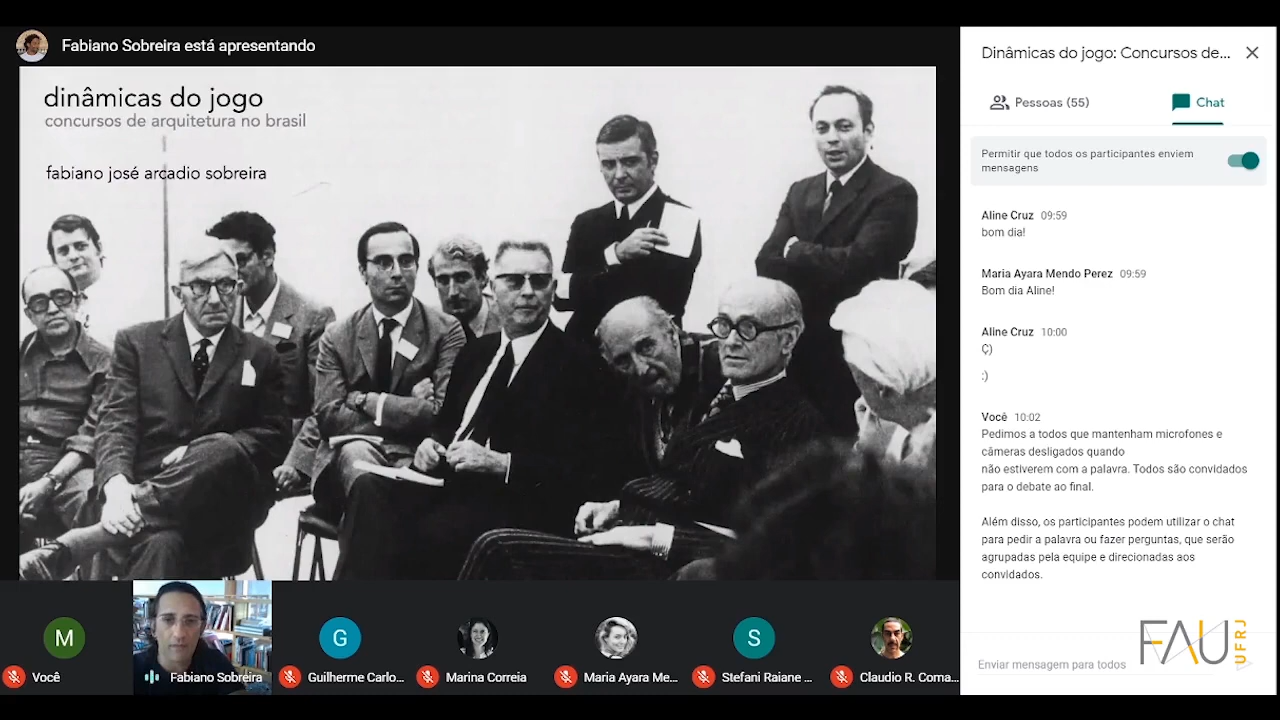 Fabiano Sobreira está apresentando
dinâmicas do jogo
concursos de arquitetura no brasil
fabiano josé arcadio sobreira
M
Você
Fabiano Sobreira
G
Guilherme Carlo...
Marina Correia
Maria Ayara Me...
S
Stefani Raiane ...
Claudio R. Coma...
Dinâmicas do jogo: Concursos de...
Pessoas (55)
Chat
Permitir que todos os participantes enviem
mensagens
Aline Cruz 09:59
bom dia!
Maria Ayara Mendo Perez 09:59
Bom dia Aline!
Aline Cruz 10:00
Ç)
:)
Você 10:02
Pedimos a todos que mantenham microfones e
câmeras desligados quando
não estiverem com a palavra. Todos são convidados
para o debate ao final.
Além disso, os participantes podem utilizar o chat
para pedir a palavra ou fazer perguntas, que serão
agrupadas pela equipe e direcionadas aos
convidados.
Enviar mensagem para todos
FAU
UFRJ